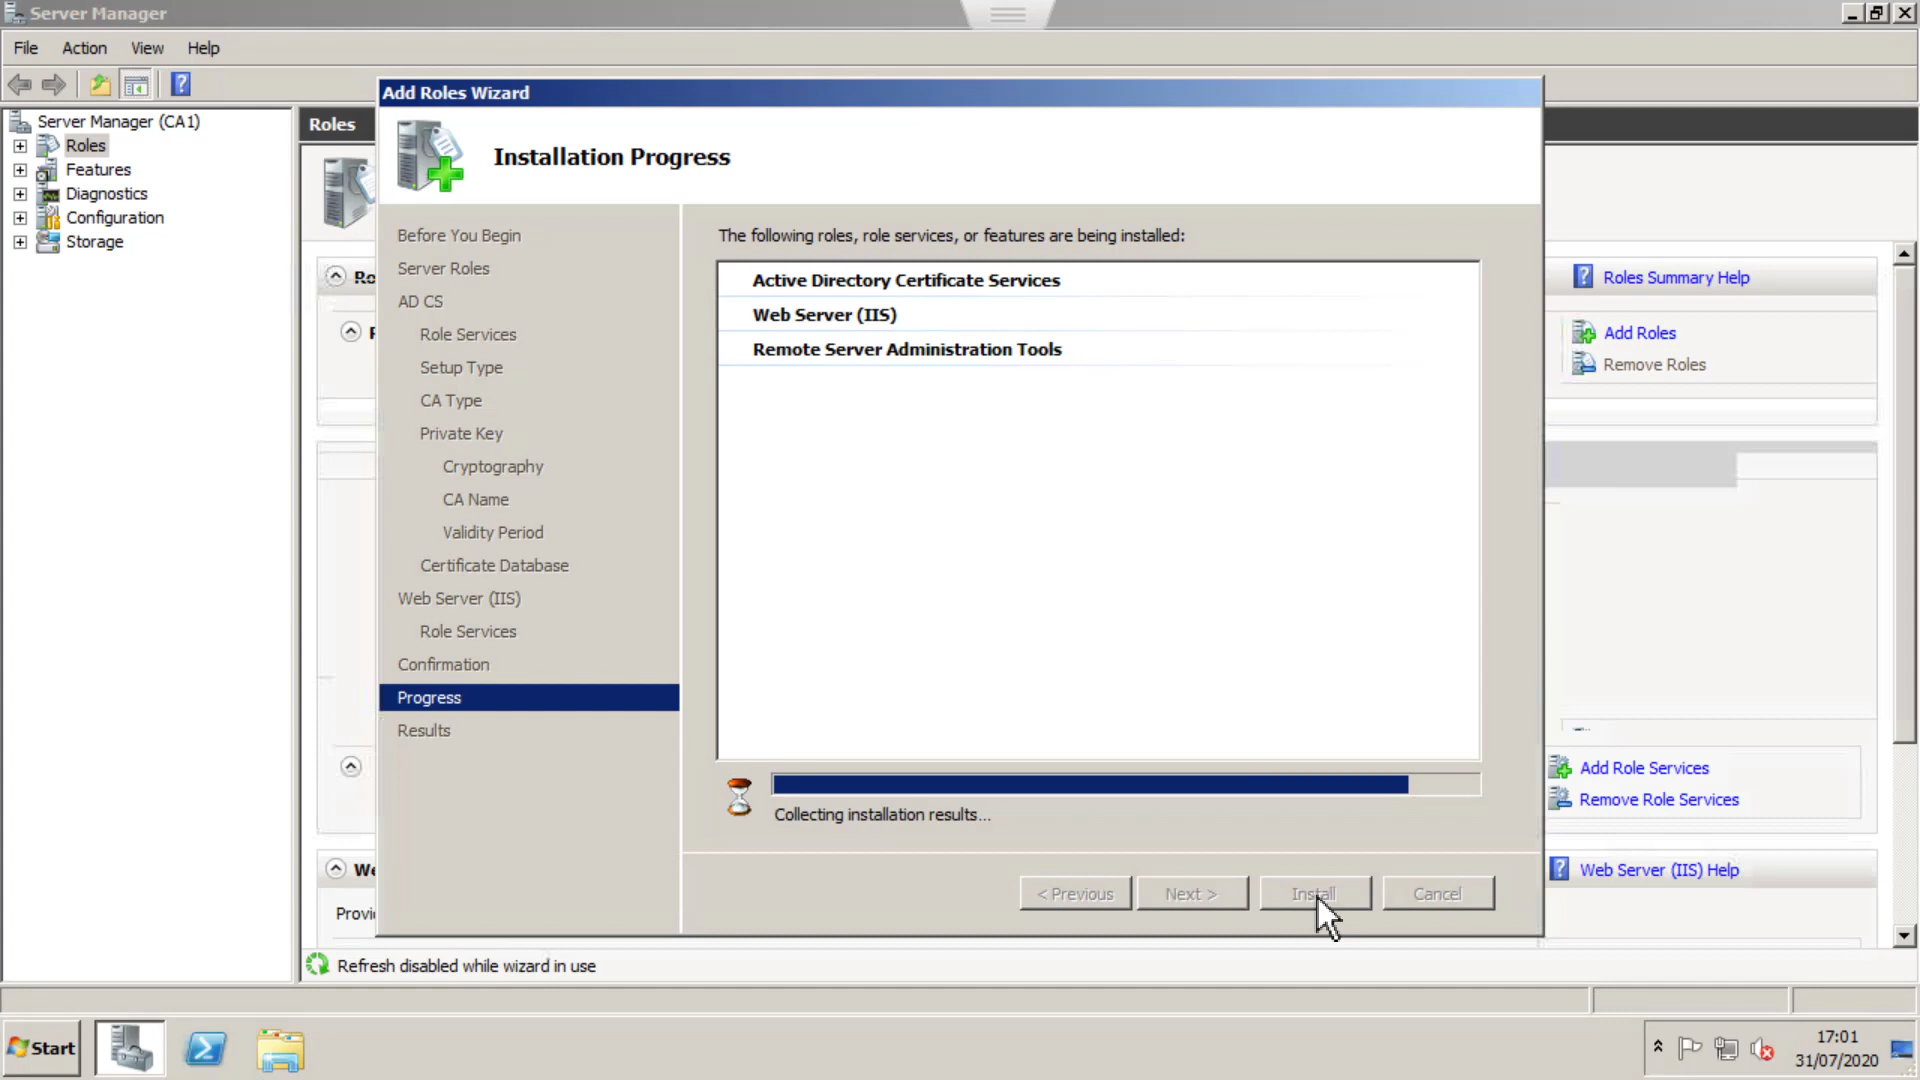 Server Manager
File Action View Help
Server Manager (CA1)
Roles
Features
Diagnostics
Configuration
Storage
Roles
Add Roles Wizard
Installation Progress
Before You Begin
Server Roles
AD CS
Role Services
Setup Type
CA Type
Private Key
Cryptography
CA Name
Validity Period
Certificate Database
Web Server (IIS)
Role Services
Confirmation
Progress
Results
The following roles, role services, or features are being installed:
Active Directory Certificate Services
Web Server (IIS)
Remote Server Administration Tools
Collecting installation results...
< Previous Next > Install Cancel
Roles Summary Help
Add Roles
Remove Roles
Add Role Services
Remove Role Services
Web Server (IIS) Help
Refresh disabled while wizard in use
Start
17:01
31/07/2020